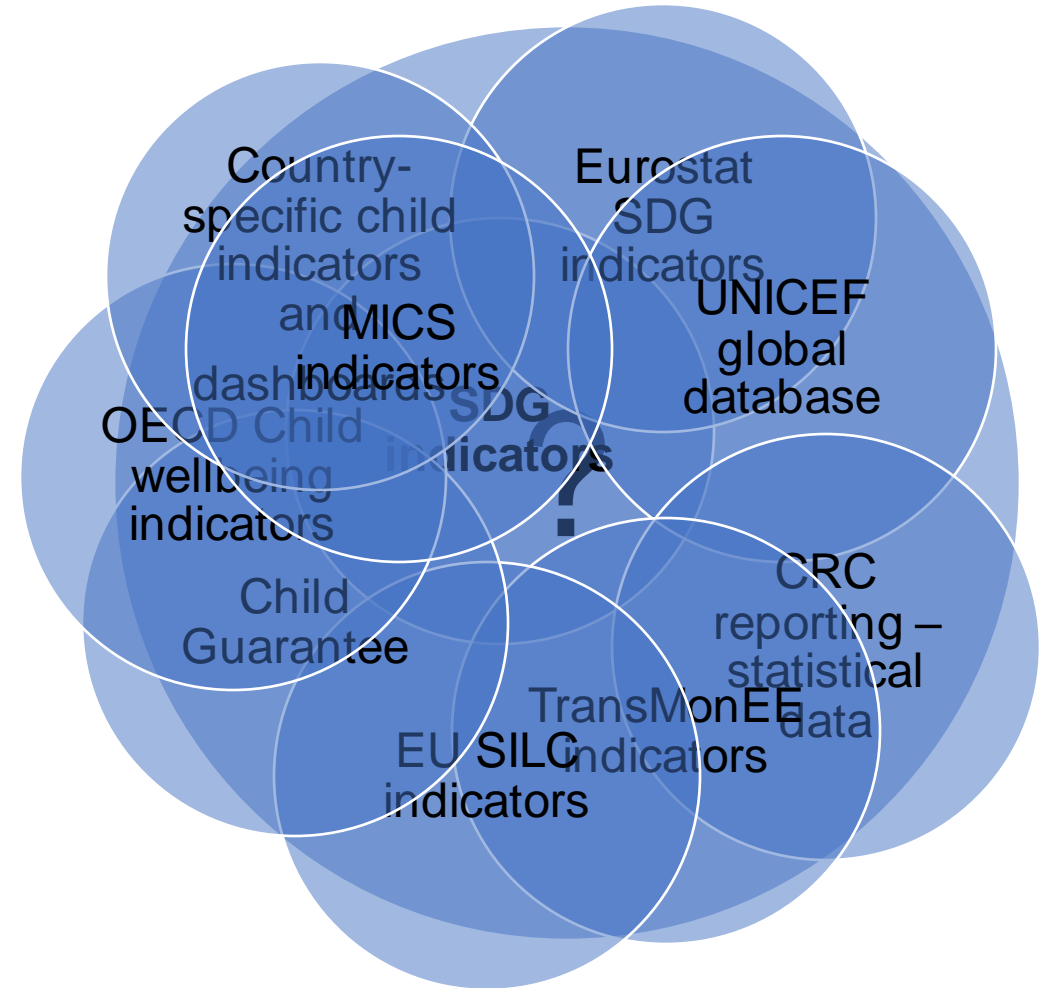 Country-
specific child
indicators
and
dashboards
Eurostat
SDG
indicators
MICS
indicators
UNICEF
global
database
SDG
indicators
?
OECD Child
wellbeing
indicators
Child
Guarantee
CRC
reporting –
statistical
data
TransMonEE
indicators
EU SILC
indicators